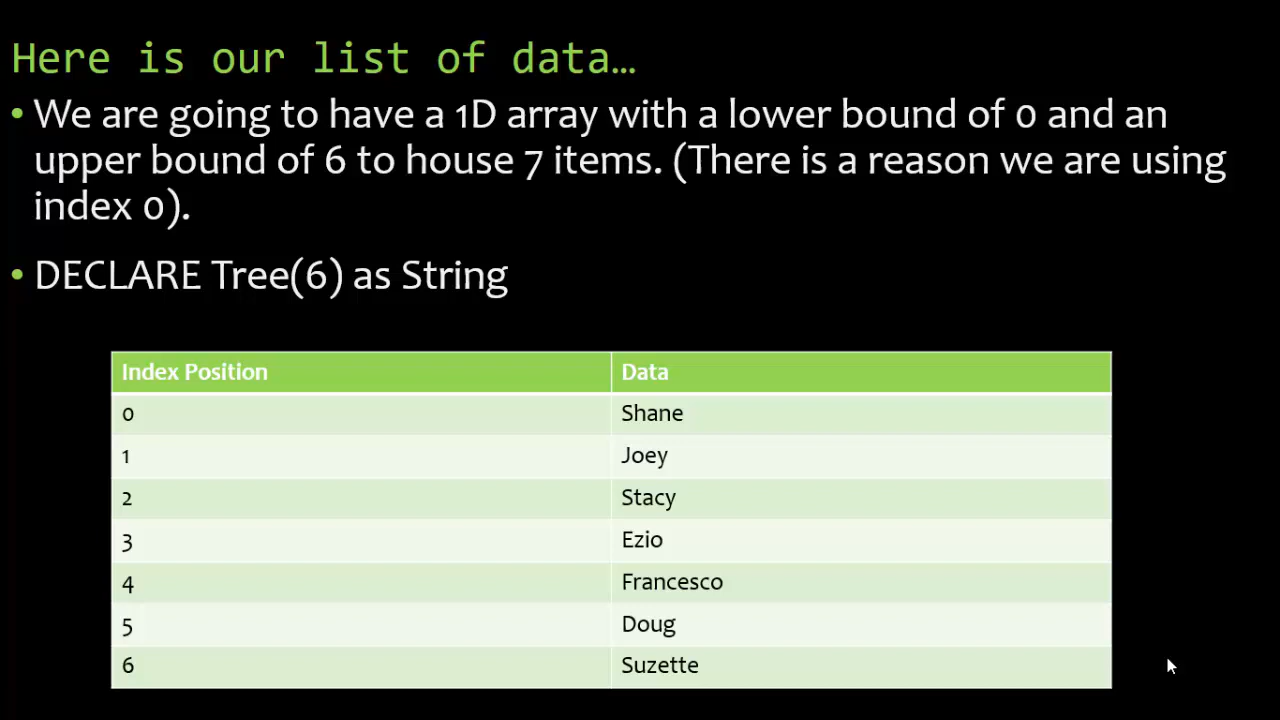 Here is our list of data…
• We are going to have a 1D array with a lower bound of 0 and an
upper bound of 6 to house 7 items. (There is a reason we are using
index 0).
• DECLARE Tree(6) as String
Index Position Data
0 Shane
1 Joey
2 Stacy
3 Ezio
4 Francesco
5 Doug
6 Suzette